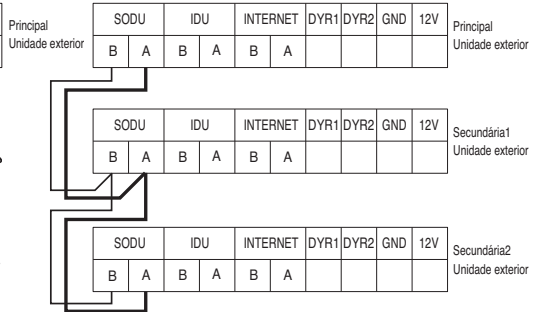 Principal
Unidade exterior
SODU IDU INTERNET DYR1 DYR2 GND 12V
B A B A B A
Principal
Unidade exterior
SODU IDU INTERNET DYR1 DYR2 GND 12V
B A B A B A
Secundária1
Unidade exterior
SODU IDU INTERNET DYR1 DYR2 GND 12V
B A B A B A
Secundária2
Unidade exterior